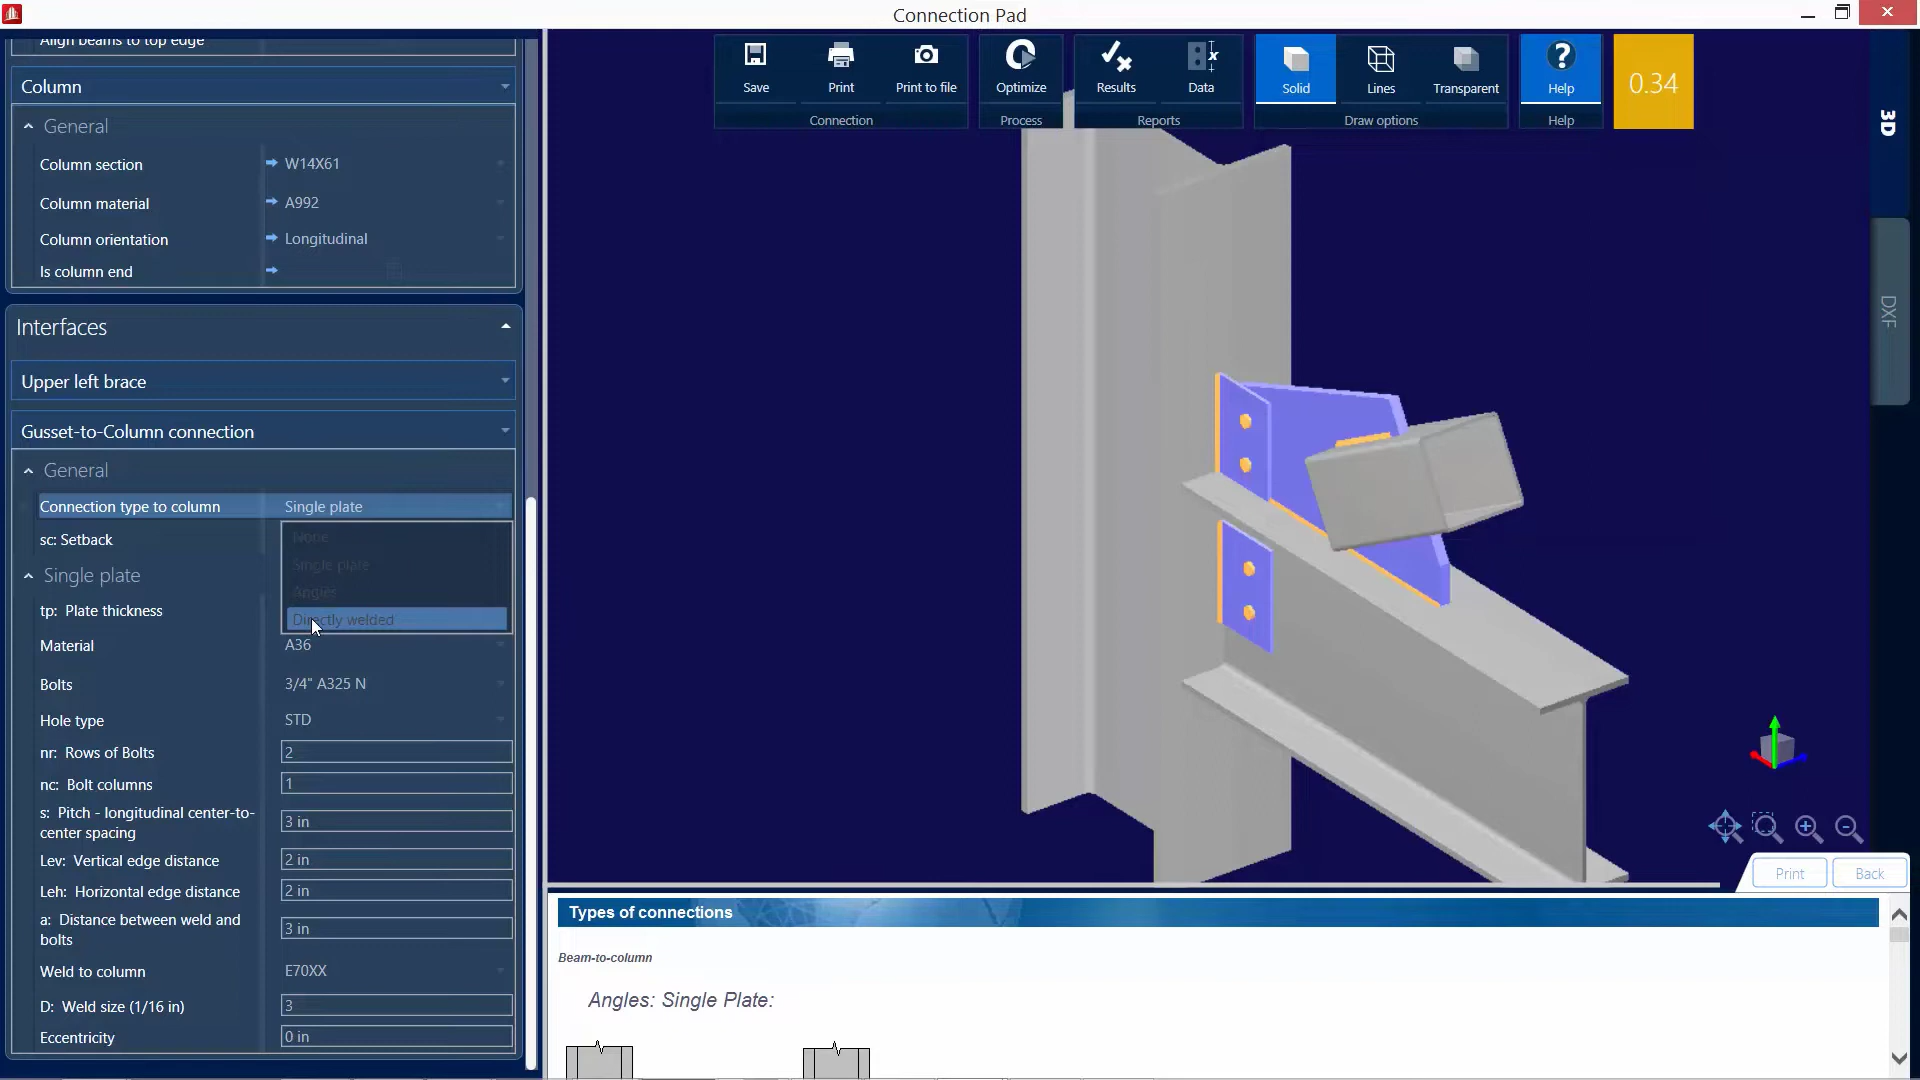 Connection Pad
Align beams to top edge
Column
General
Column section
W14X61
Column material
A992
Column orientation
Longitudinal
Is column end
Interfaces
Upper left brace
Gusset-to-Column connection
General
Connection type to column
Single plate
None
Single plate
Angles
Directly welded
sc: Setback
Single plate
tp: Plate thickness
Material
A36
Bolts
3/4" A325 N
Hole type
STD
nr: Rows of Bolts
2
nc: Bolt columns
1
s: Pitch - longitudinal center-to-
center spacing
3 in
Lev: Vertical edge distance
2 in
Leh: Horizontal edge distance
2 in
a: Distance between weld and
bolts
3 in
Weld to column
E70XX
D: Weld size (1/16 in)
3
Eccentricity
0 in
Save
Print
Print to file
Connection
Optimize
Process
Results
Data
Reports
Solid
Lines
Transparent
Draw options
Help
Help
0.34
3D
DXF
Print
Back
Types of connections
Beam-to-column
Angles: Single Plate: